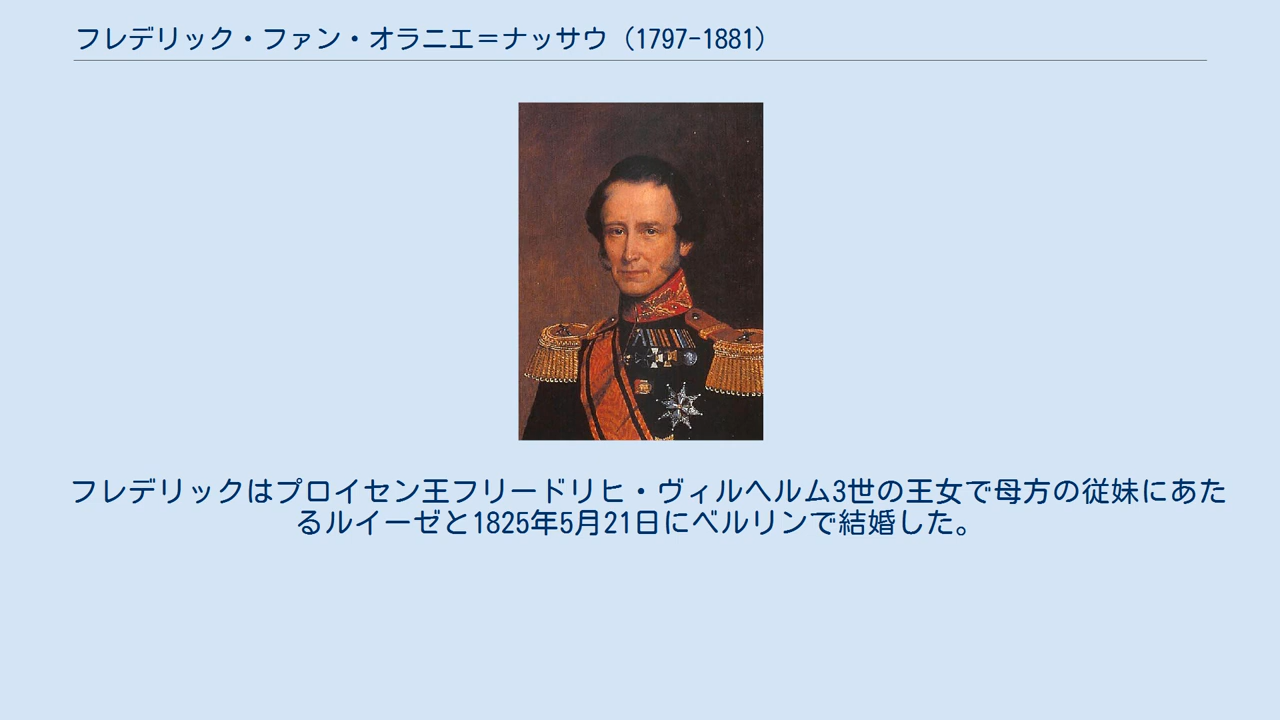 フレデリック・ファン・オラニエ＝ナッサウ（1797-1881）
フレデリックはプロイセン王フリードリヒ・ヴィルヘルム3世の王女で母方の従妹にあた
るルイーゼと1825年5月21日にベルリンで結婚した。